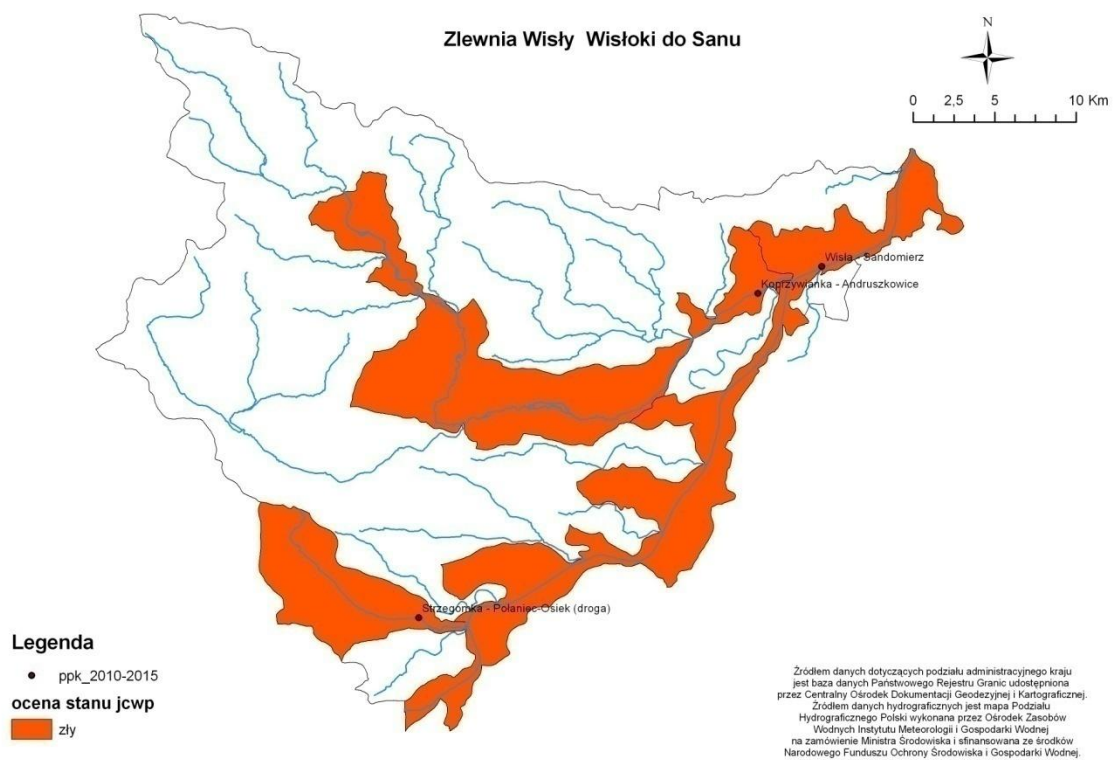 Zlewnia Wisły Wisłoki do Sanu
N
0 2,5 5 10 Km
Wisła - Sandomierz
Koprzywianka - Andruszkowice
Strzegomka - Połaniec-Osiek (droga)
Legenda
ppk_2010-2015
ocena stanu jcwp
zły
Źródłem danych dotyczących podziału administracyjnego kraju
jest baza danych Państwowego Rejestru Granic udostępniona
przez Centralny Ośrodek Dokumentacji Geodezyjnej i Kartograficznej.
Źródłem danych hydrograficznych jest mapa Podziału
Hydrograficznego Polski wykonana przez Ośrodek Zasobów
Wodnych Instytutu Meteorologii i Gospodarki Wodnej
na zamówienie Ministra Środowiska i sfinansowana ze środków
Narodowego Funduszu Ochrony Środowiska i Gospodarki Wodnej.